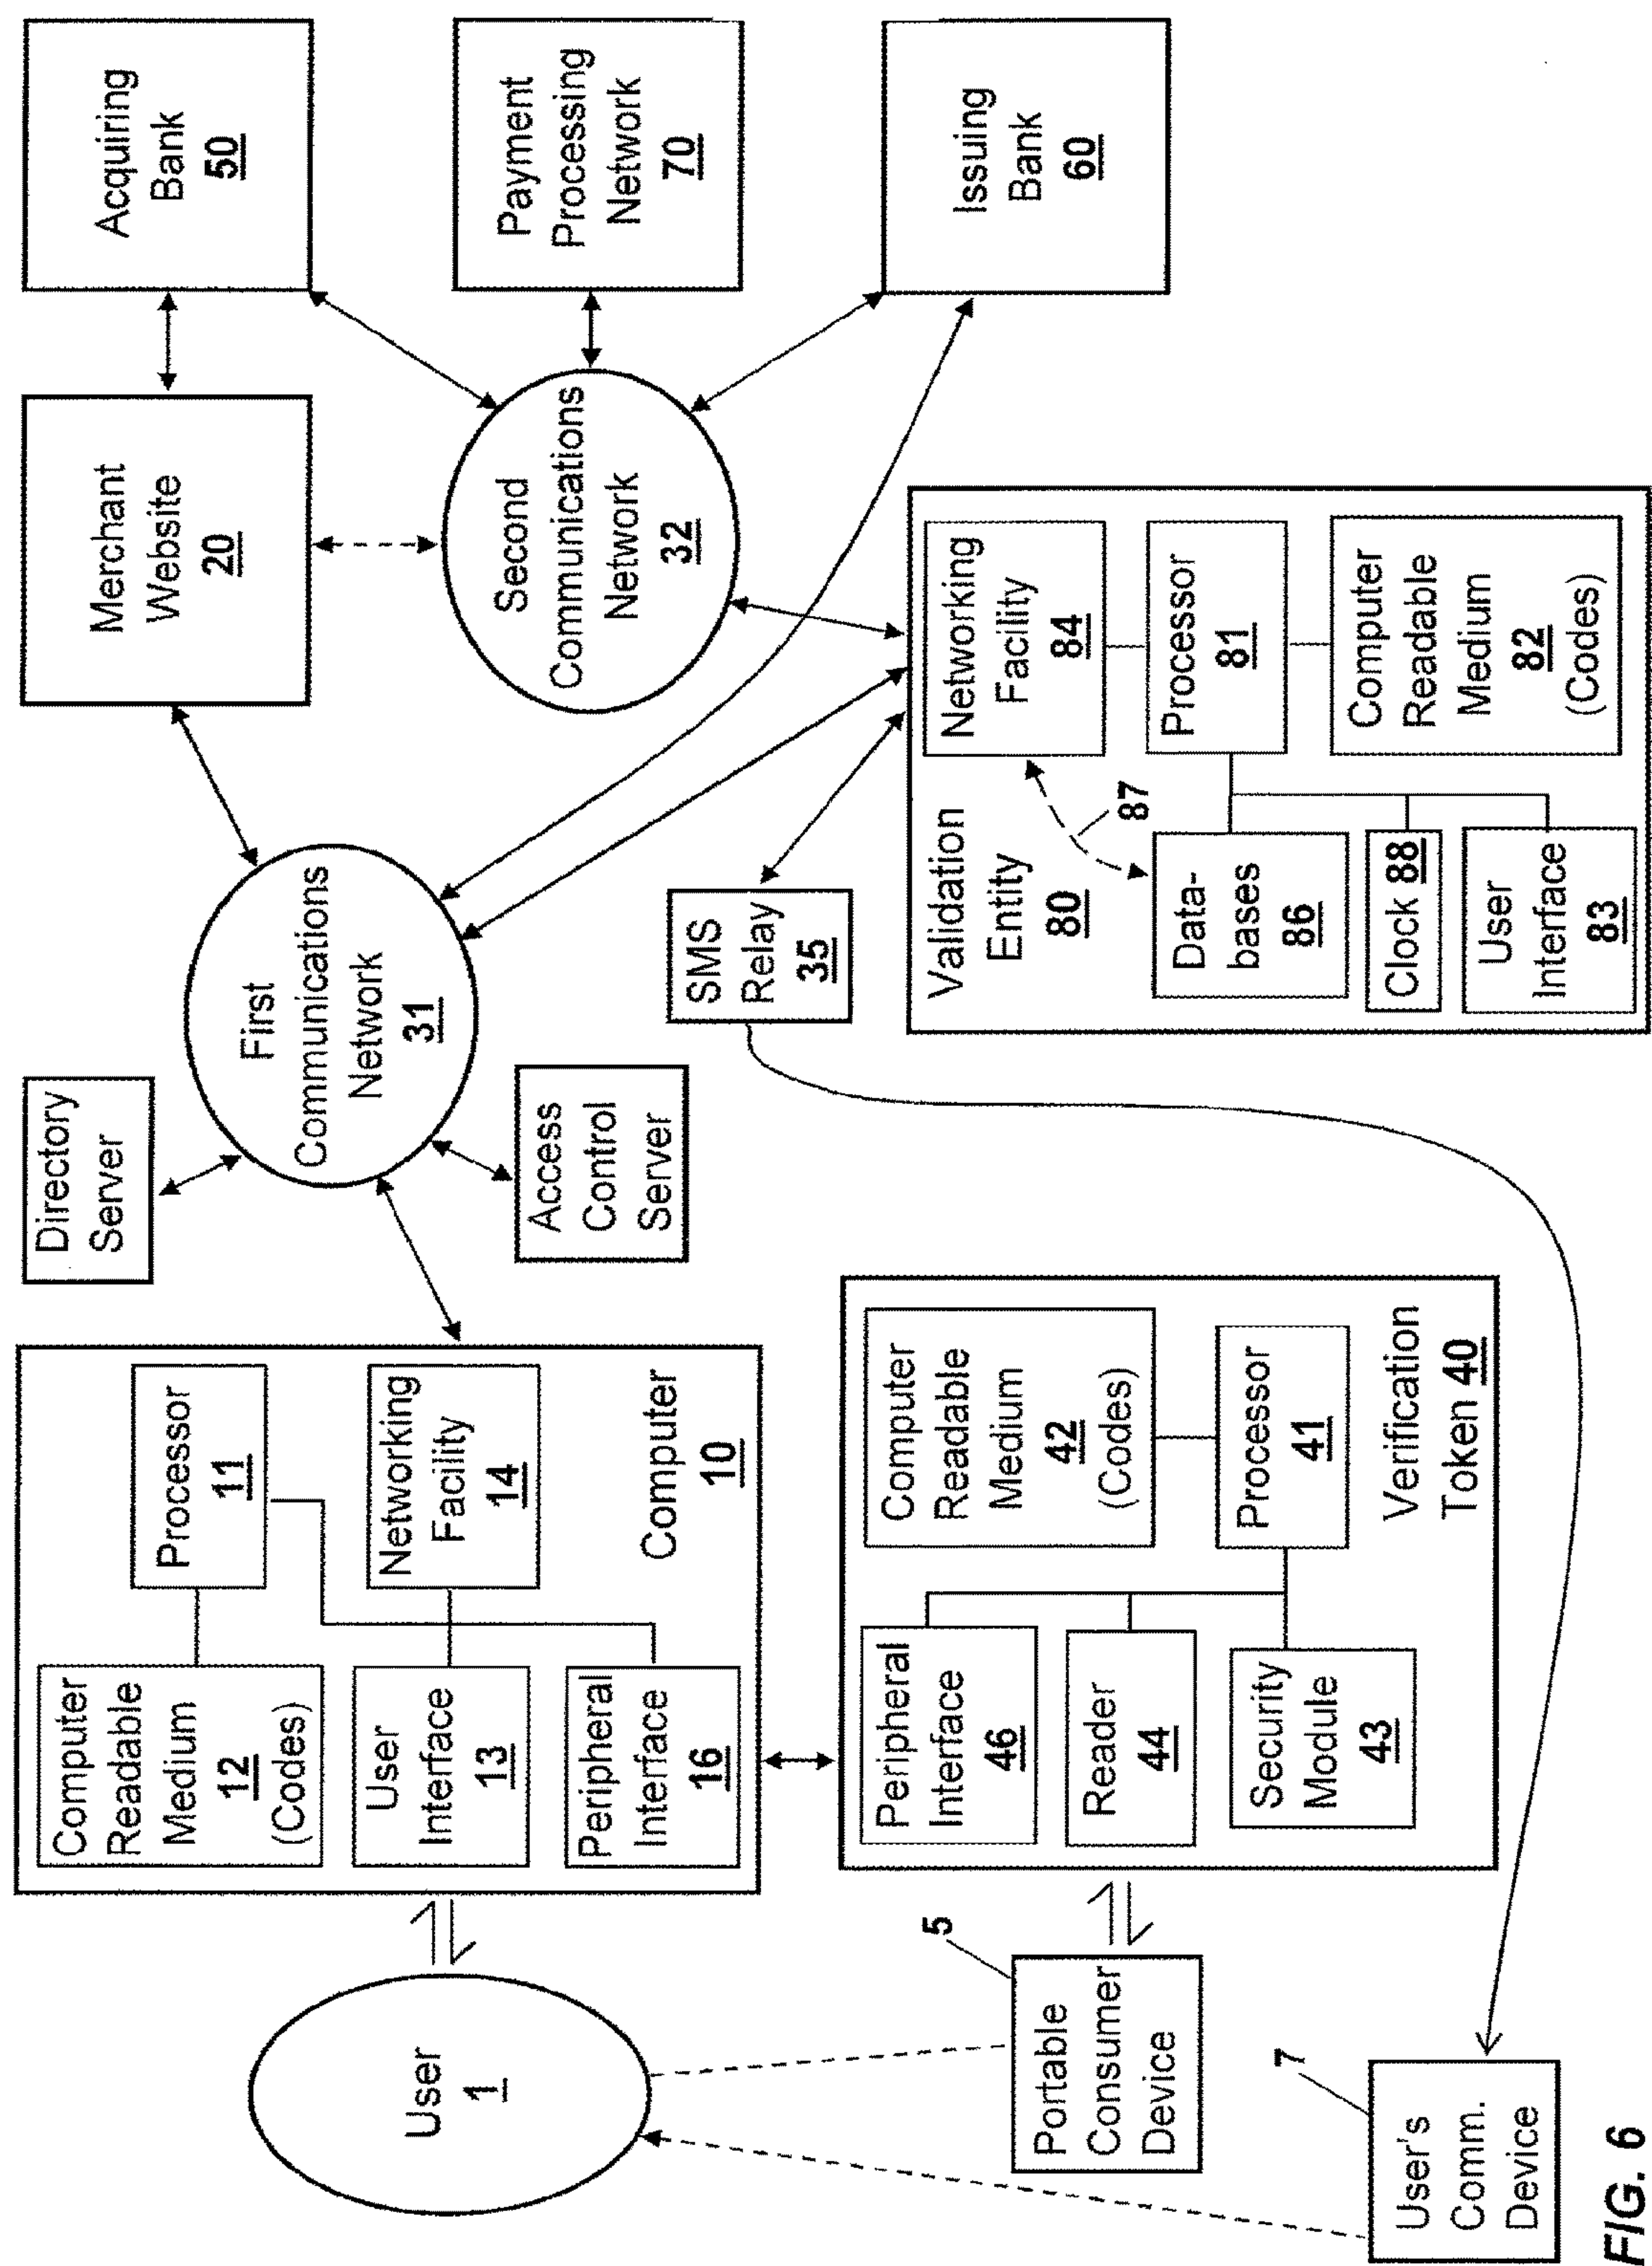 User
1
Computer
Readable
Medium
12
(Codes)
Processor
11
User
Interface
13
Networking
Facility
14
Peripheral
Interface
16
Computer
10
Directory
Server
First
Communications
Network
31
Access
Control
Server
Merchant
Website
20
Acquiring
Bank
50
Second
Communications
Network
32
Payment
Processing
Network
70
Issuing
Bank
60
SMS
Relay
35
5
Portable
Consumer
Device
Peripheral
Interface
46
Reader
44
Security
Module
43
Computer
Readable
Medium
42
(Codes)
Processor
41
Verification
Token 40
Validation
Entity
80
Networking
Facility
84
87
Data-
bases
86
Processor
81
Clock 88
User
Interface
83
Computer
Readable
Medium
82
(Codes)
7
User's
Comm.
Device
FIG. 6